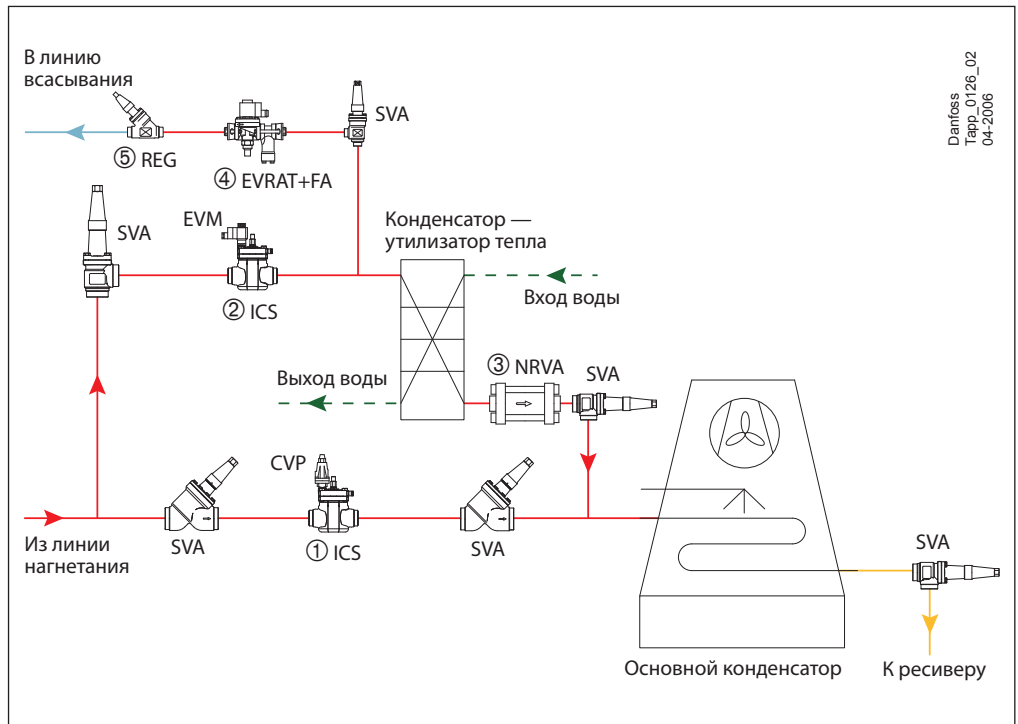 В линию
всасывания
SVA
Danfoss
Tapp_0126_02
04-2006
⑤ REG
④ EVRAT+FA
SVA
EVM
Конденсатор —
утилизатор тепла
② ICS
Вход воды
Выход воды
③ NRVA
SVA
CVP
Из линии
нагнетания
SVA
① ICS
SVA
SVA
Основной конденсатор
К ресиверу